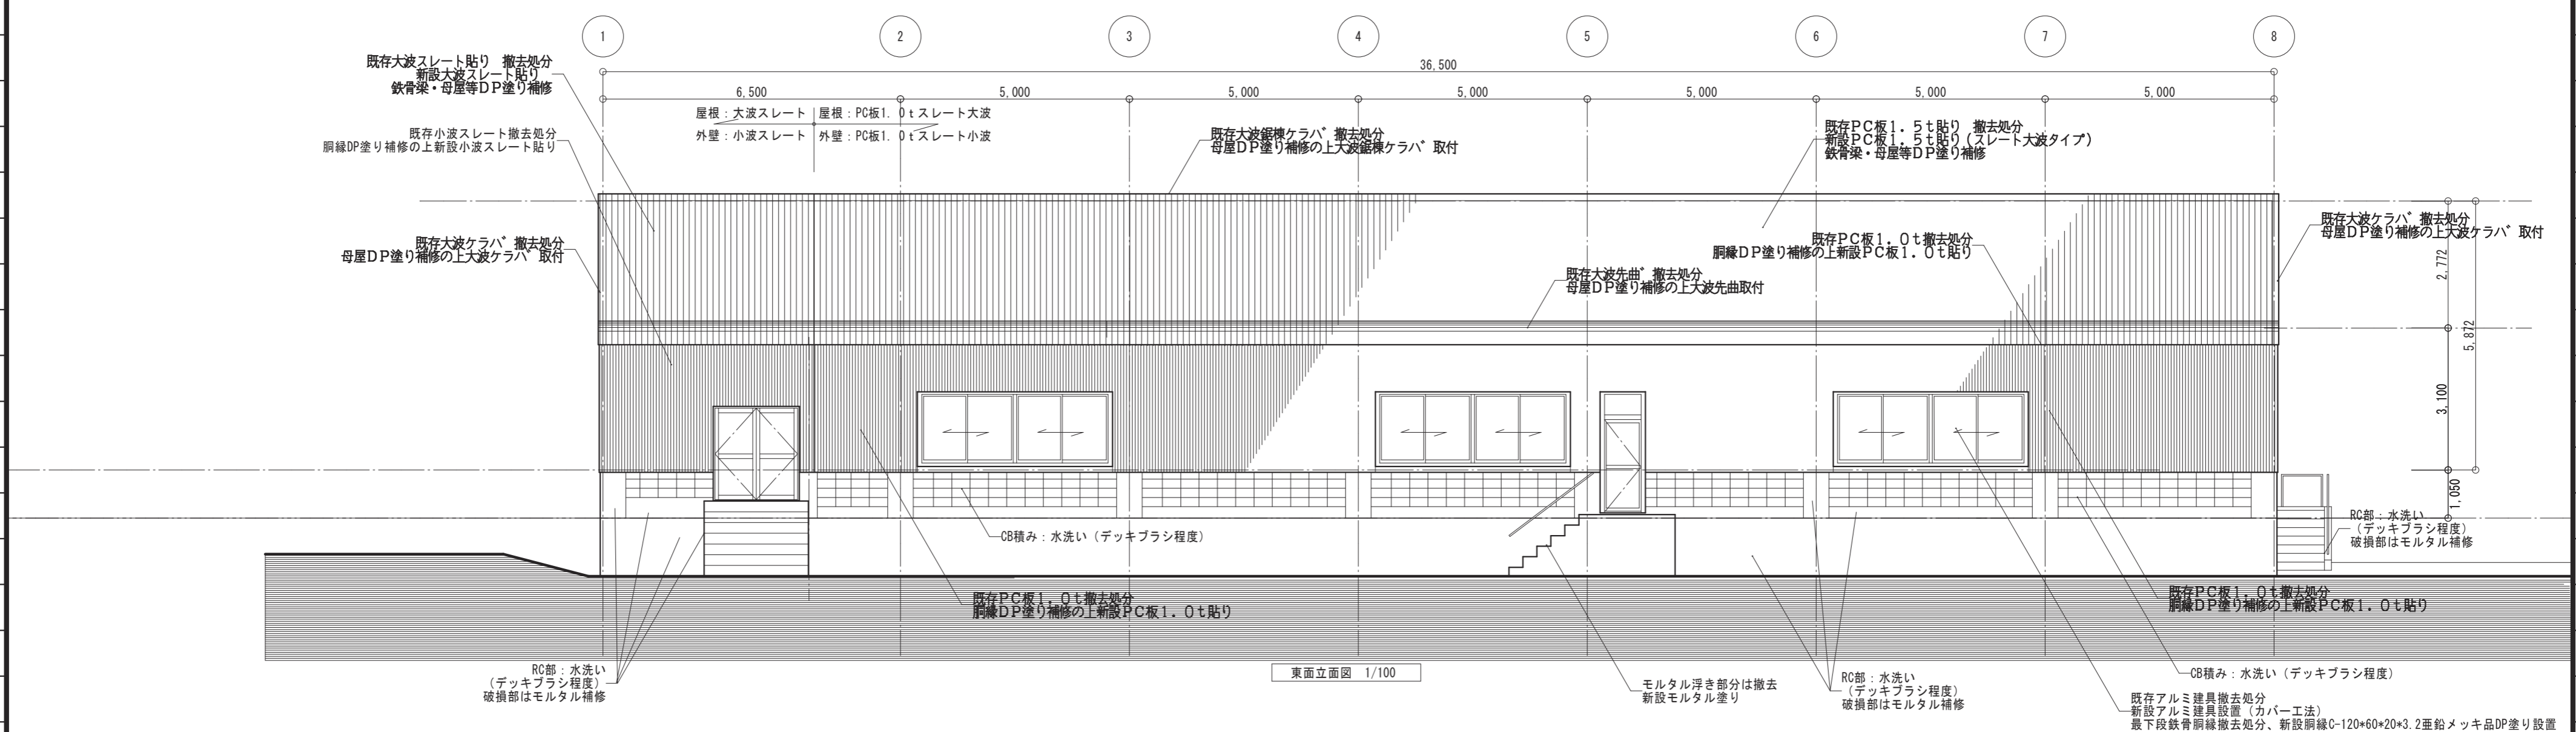 1
2
3
4
5
6
7
8
36,500
6,500
5,000
5,000
5,000
5,000
5,000
5,000
既存大波スレート貼り 撤去処分
新設大波スレート貼り
鉄骨梁・母屋等DP塗り補修
屋根:大波スレート
屋根:PC板1.0tスレート大波
外壁:小波スレート
外壁:PC板1.0tスレート小波
既存小波スレート撤去処分
胴縁DP塗り補修の上新設小波スレート貼り
既存大波鋸棟ケラバ 撤去処分
母屋DP塗り補修の上大波鋸棟ケラバ 取付
既存PC板1.5t貼り 撤去処分
新設PC板1.5t貼り(スレート大波タイプ)
鉄骨梁・母屋等DP塗り補修
既存大波ケラバ 撤去処分
母屋DP塗り補修の上大波ケラバ 取付
既存PC板1.0t撤去処分
胴縁DP塗り補修の上新設PC板1.0t貼り
既存大波先曲゛撤去処分
母屋DP塗り補修の上大波先曲取付
既存大波ケラバ 撤去処分
母屋DP塗り補修の上大波ケラバ 取付
2,772
5,872
3,100
1,050
CB積み:水洗い(デッキブラシ程度)
RC部:水洗い
(デッキブラシ程度)
破損部はモルタル補修
既存PC板1.0t撤去処分
胴縁DP塗り補修の上新設PC板1.0t貼り
既存PC板1.0t撤去処分
胴縁DP塗り補修の上新設PC板1.0t貼り
RC部:水洗い
(デッキブラシ程度)
破損部はモルタル補修
東面立面図 1/100
モルタル浮き部分は撤去
新設モルタル塗り
RC部:水洗い
(デッキブラシ程度)
破損部はモルタル補修
CB積み:水洗い(デッキブラシ程度)
既存アルミ建具撤去処分
新設アルミ建具設置(カバー工法)
最下段鉄骨胴縁撤去処分、新設胴縁C-120*60*20*3.2亜鉛メッキ品DP塗り設置